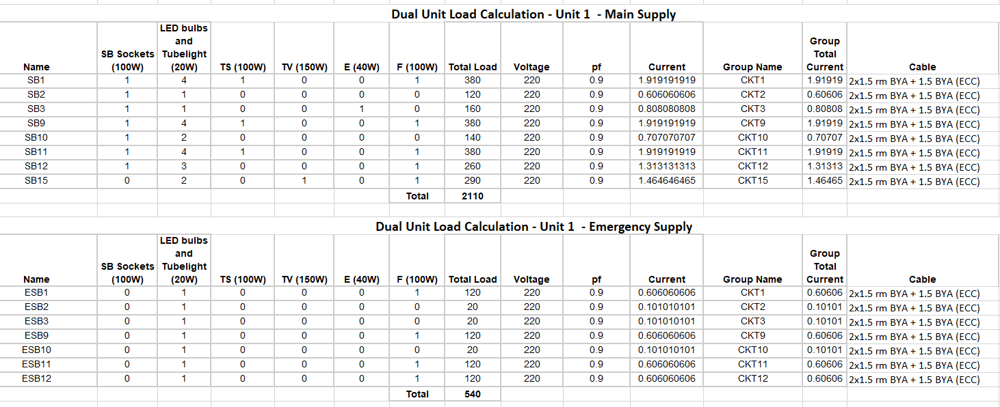 Dual Unit Load Calculation - Unit 1 - Main Supply
Name SB Sockets (100W) LED bulbs and Tubelight (20W) TS (100W) TV (150W) E (40W) F (100W) Total Load Voltage pf Current Group Name Group Total Current Cable
SB1 1 4 1 0 0 1 380 220 0.9 1.919191919 CKT1 1.91919 2x1.5 rm BYA + 1.5 BYA (ECC)
SB2 1 1 0 0 0 0 120 220 0.9 0.606060606 CKT2 0.60606 2x1.5 rm BYA + 1.5 BYA (ECC)
SB3 1 1 0 0 1 0 160 220 0.9 0.808080808 CKT3 0.80808 2x1.5 rm BYA + 1.5 BYA (ECC)
SB9 1 4 1 0 0 1 380 220 0.9 1.919191919 CKT9 1.91919 2x1.5 rm BYA + 1.5 BYA (ECC)
SB10 1 2 0 0 0 0 140 220 0.9 0.707070707 CKT10 0.70707 2x1.5 rm BYA + 1.5 BYA (ECC)
SB11 1 4 1 0 0 1 380 220 0.9 1.919191919 CKT11 1.91919 2x1.5 rm BYA + 1.5 BYA (ECC)
SB12 1 3 0 0 0 1 260 220 0.9 1.313131313 CKT12 1.31313 2x1.5 rm BYA + 1.5 BYA (ECC)
SB15 0 2 0 1 0 1 290 220 0.9 1.464646465 CKT15 1.46465 2x1.5 rm BYA + 1.5 BYA (ECC)
Total 2110
Dual Unit Load Calculation - Unit 1 - Emergency Supply
Name SB Sockets (100W) LED bulbs and Tubelight (20W) TS (100W) TV (150W) E (40W) F (100W) Total Load Voltage pf Current Group Name Group Total Current Cable
ESB1 0 1 0 0 0 1 120 220 0.9 0.606060606 CKT1 0.60606 2x1.5 rm BYA + 1.5 BYA (ECC)
ESB2 0 1 0 0 0 0 20 220 0.9 0.101010101 CKT2 0.10101 2x1.5 rm BYA + 1.5 BYA (ECC)
ESB3 0 1 0 0 0 0 20 220 0.9 0.101010101 CKT3 0.10101 2x1.5 rm BYA + 1.5 BYA (ECC)
ESB9 0 1 0 0 0 1 120 220 0.9 0.606060606 CKT9 0.60606 2x1.5 rm BYA + 1.5 BYA (ECC)
ESB10 0 1 0 0 0 0 20 220 0.9 0.101010101 CKT10 0.10101 2x1.5 rm BYA + 1.5 BYA (ECC)
ESB11 0 1 0 0 0 1 120 220 0.9 0.606060606 CKT11 0.60606 2x1.5 rm BYA + 1.5 BYA (ECC)
ESB12 0 1 0 0 0 1 120 220 0.9 0.606060606 CKT12 0.60606 2x1.5 rm BYA + 1.5 BYA (ECC)
Total 540